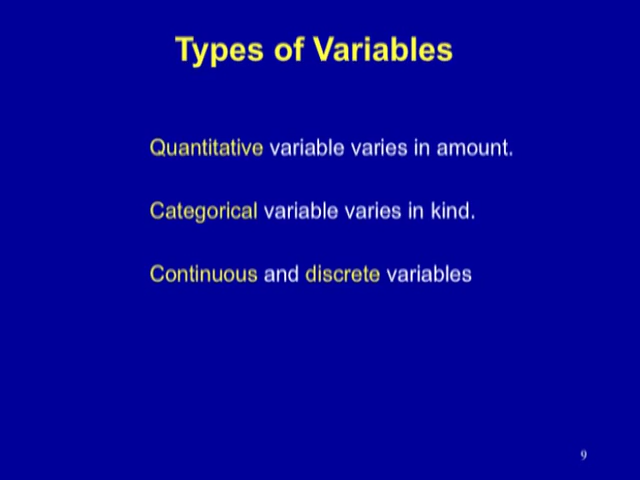 Types of Variables
Quantitative variable varies in amount.
Categorical variable varies in kind.
Continuous and discrete variables
9